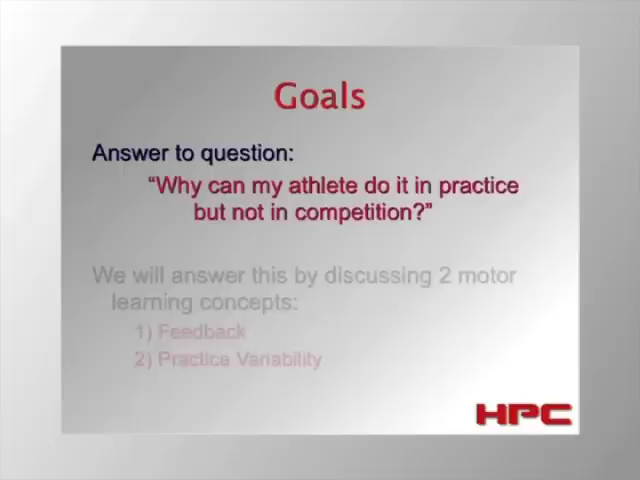 Goals
Answer to question:
“Why can my athlete do it in practice
but not in competition?”
We will answer this by discussing 2 motor
learning concepts:
1) Feedback
2) Practice Variability
HPC